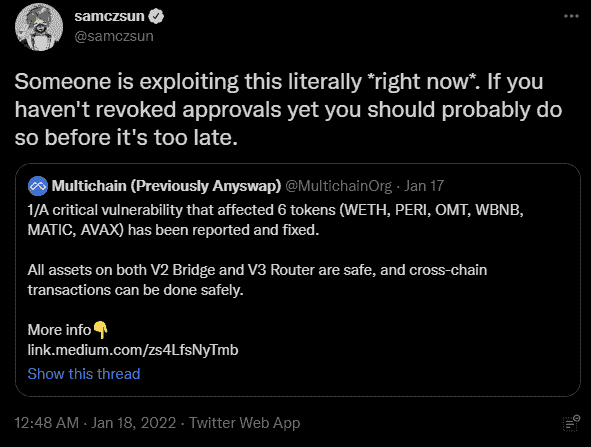 samczsun
@samczsun
Someone is exploiting this literally *right now*. If you
haven't revoked approvals yet you should probably do
so before it's too late.
Multichain (Previously Anyswap) @MultichainOrg · Jan 17
1/A critical vulnerability that affected 6 tokens (WETH, PERI, OMT, WBNB,
MATIC, AVAX) has been reported and fixed.
All assets on both V2 Bridge and V3 Router are safe, and cross-chain
transactions can be done safely.
More info👇
link.medium.com/zs4LfsNyTmb
Show this thread
12:48 AM · Jan 18, 2022 · Twitter Web App